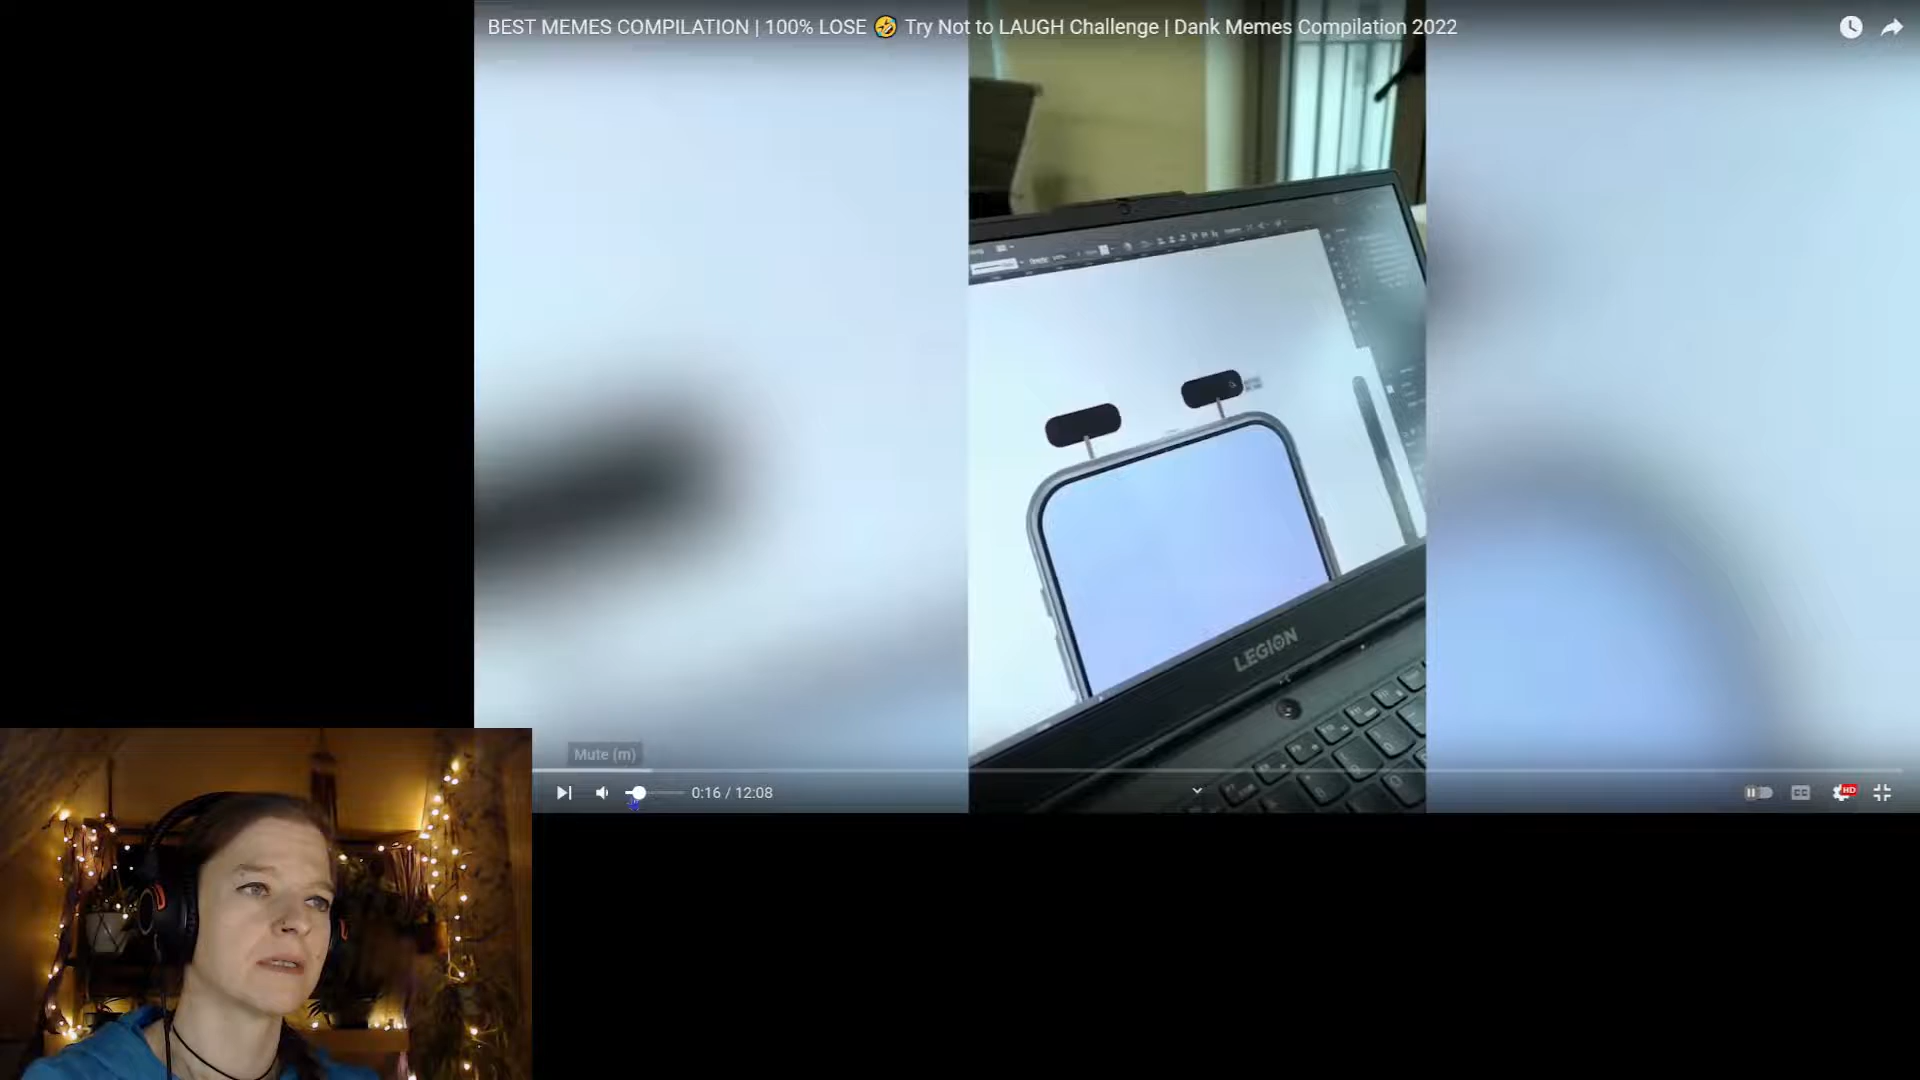 BEST MEMES COMPILATION | 100% LOSE 🤣 Try Not to LAUGH Challenge | Dank Memes Compilation 2022
LEGION
Mute (m)
0:16 / 12:08
CC
HD